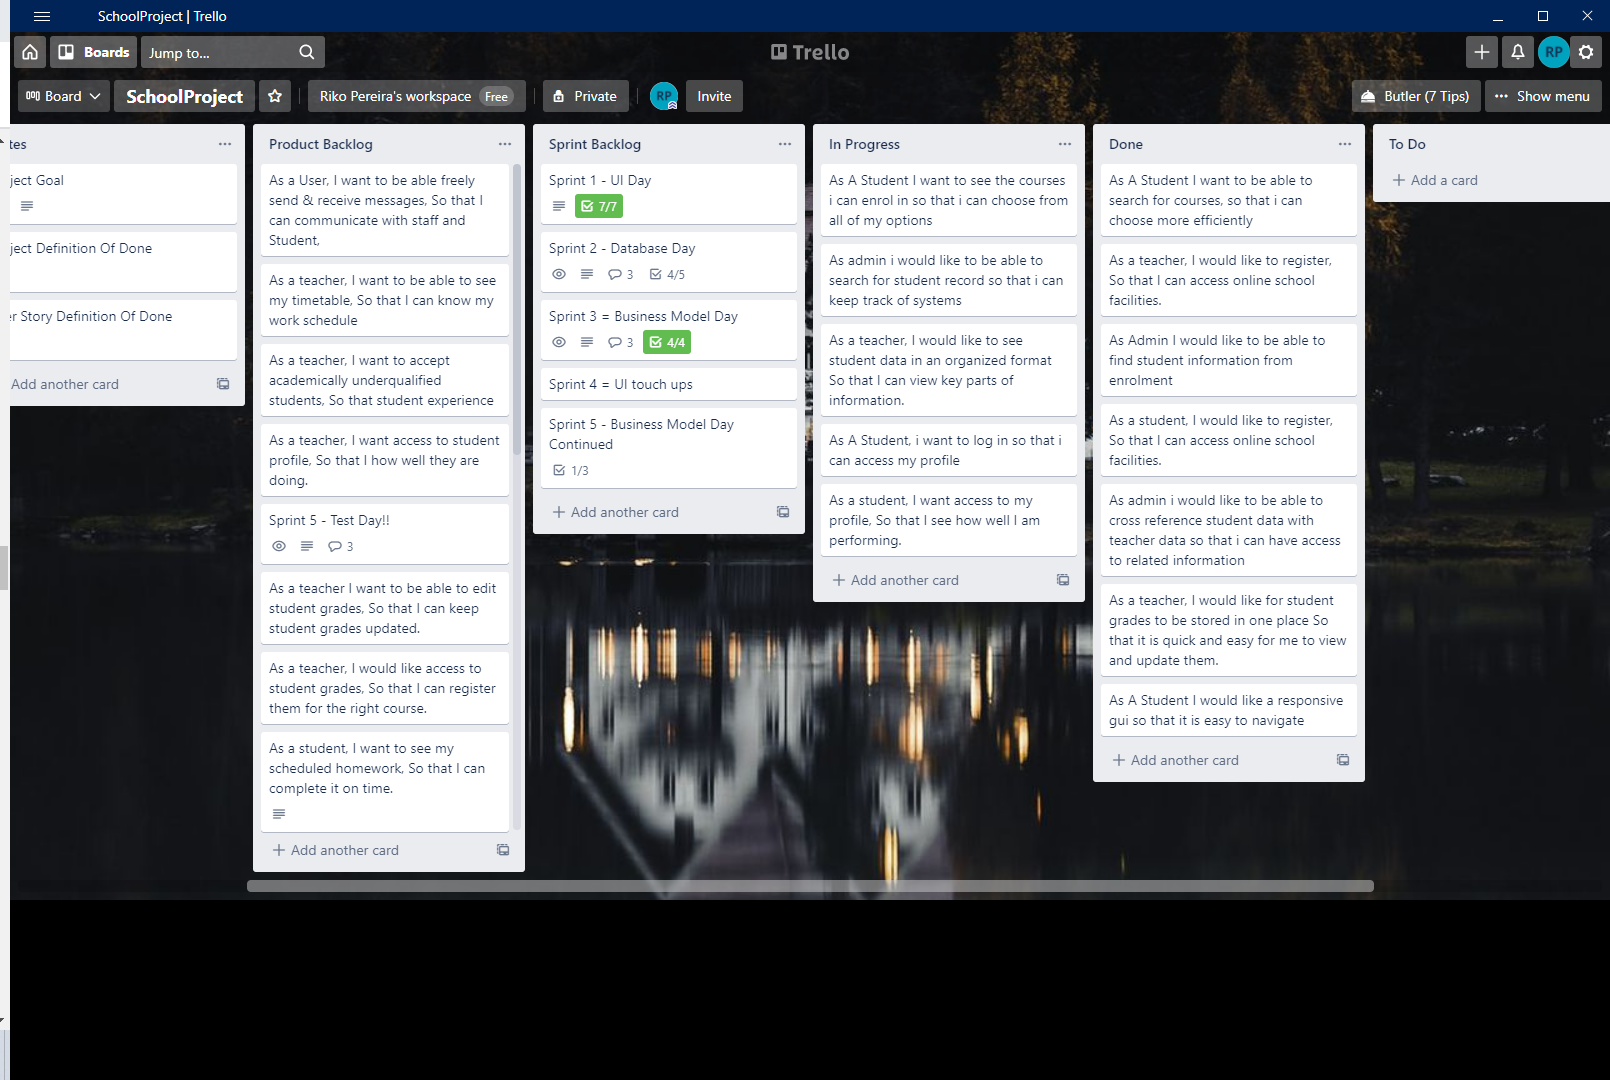 SchoolProject | Trello
Boards
Jump to...
Trello
RP
Board
SchoolProject
Riko Pereira's workspace
Free
Private
RP
Invite
Butler (7 Tips)
Show menu
tes
ject Goal
ject Definition Of Done
er Story Definition Of Done
Add another card
Product Backlog
As a User, I want to be able freely
send & receive messages, So that I
can communicate with staff and
Student,
As a teacher, I want to be able to see
my timetable, So that I can know my
work schedule
As a teacher, I want to accept
academically underqualified
students, So that student experience
As a teacher, I want access to student
profile, So that I how well they are
doing.
Sprint 5 - Test Day!!
3
As a teacher I want to be able to edit
student grades, So that I can keep
student grades updated.
As a teacher, I would like access to
student grades, So that I can register
them for the right course.
As a student, I want to see my
scheduled homework, So that I can
complete it on time.
Add another card
Sprint Backlog
Sprint 1 - UI Day
7/7
Sprint 2 - Database Day
3
4/5
Sprint 3 = Business Model Day
3
4/4
Sprint 4 = UI touch ups
Sprint 5 - Business Model Day
Continued
1/3
Add another card
In Progress
As A Student I want to see the courses
i can enrol in so that i can choose from
all of my options
As admin i would like to be able to
search for student record so that i can
keep track of systems
As a teacher, I would like to see
student data in an organized format
So that I can view key parts of
information.
As A Student, i want to log in so that i
can access my profile
As a student, I want access to my
profile, So that I see how well I am
performing.
Add another card
Done
As A Student I want to be able to
search for courses, so that i can
choose more efficiently
As a teacher, I would like to register,
So that I can access online school
facilities.
As Admin I would like to be able to
find student information from
enrolment
As a student, I would like to register,
So that I can access online school
facilities.
As admin i would like to be able to
cross reference student data with
teacher data so that i can have access
to related information
As a teacher, I would like for student
grades to be stored in one place So
that it is quick and easy for me to view
and update them.
As A Student I would like a responsive
gui so that it is easy to navigate
Add another card
To Do
Add a card